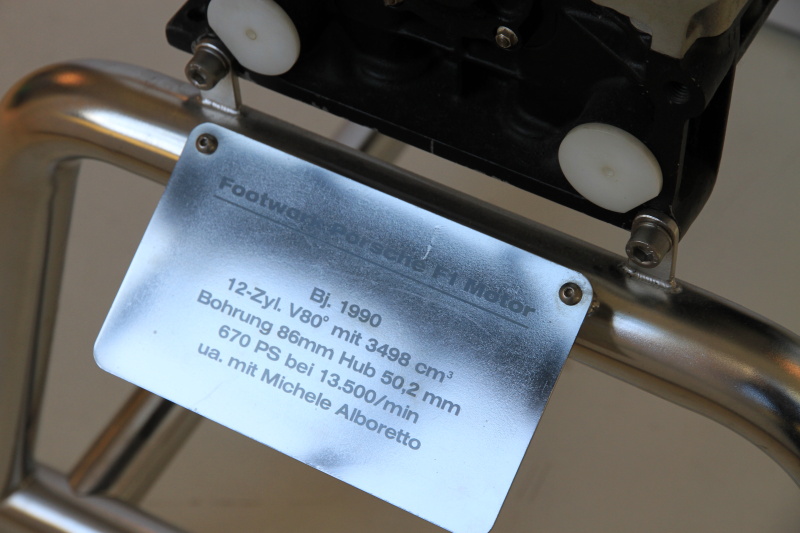 Footwark Porsche F1 Motor
Bj. 1990
12-Zyl. V80° mit 3498 cm³
Bohrung 86mm Hub 50,2 mm
670 PS bei 13.500/min
ua. mit Michele Alboretto